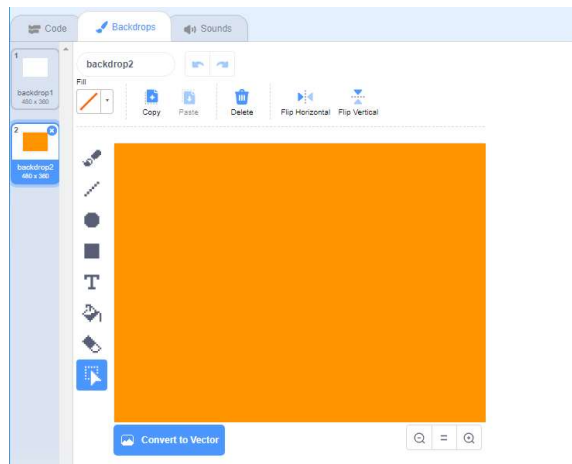 Code
Backdrops
Sounds
1
backdrop1
480 x 360
2
backdrop2
480 x 360
backdrop2
Fill
Copy
Paste
Delete
Flip Horizontal
Flip Vertical
T
Convert to Vector